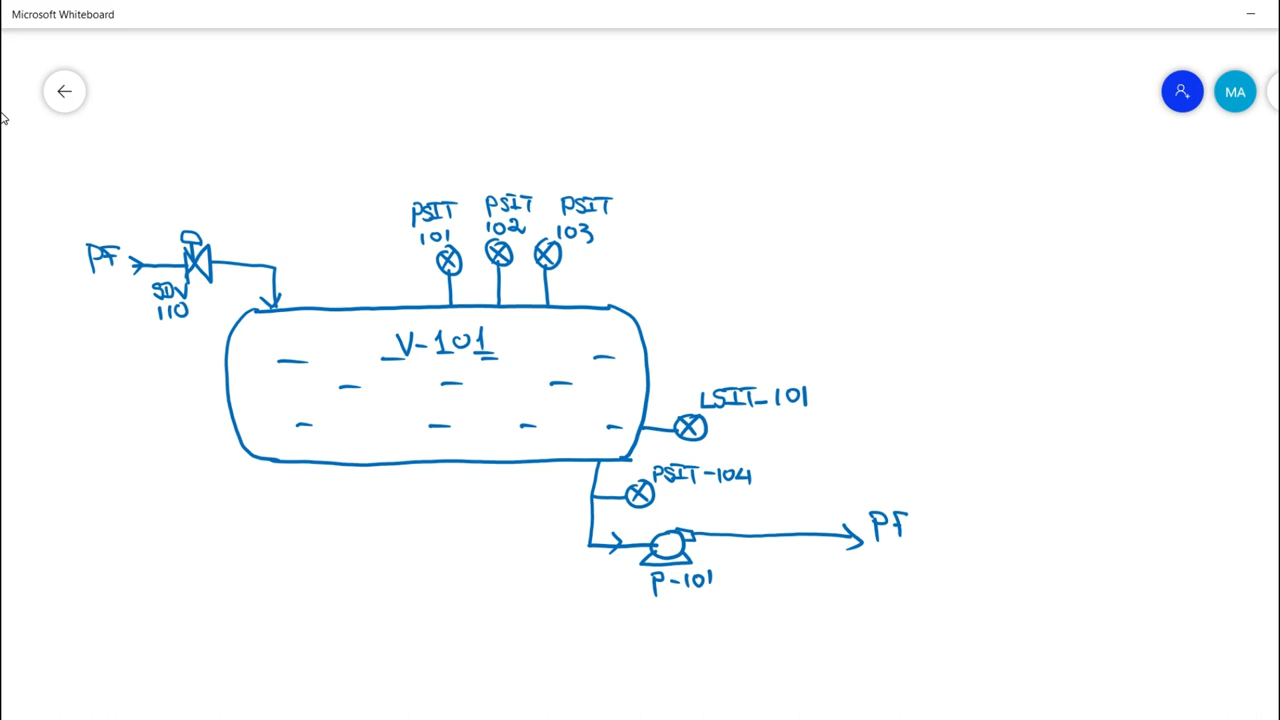 Microsoft Whiteboard
MA
PSIT
101
PSIT
102
PSIT
103
PF
SDV
110
V-101
LSIT-101
PSIT-104
PF
P-101